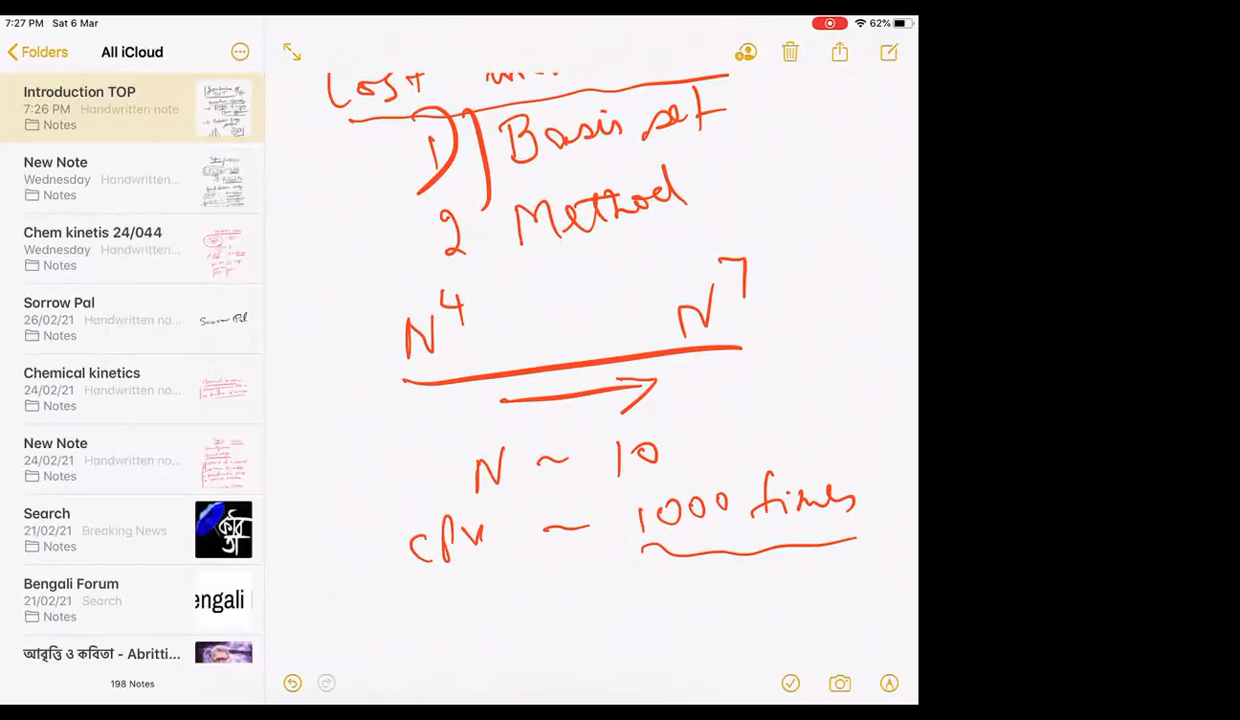 7:27 PM Sat 6 Mar
62%
Folders
All iCloud
Introduction TOP
7:26 PM Handwritten note
Notes
New Note
Wednesday Handwritten...
Notes
Chem kinetis 24/044
Wednesday Handwritten...
Notes
Sorrow Pal
26/02/21 Handwritten no...
Notes
Chemical kinetics
24/02/21 Handwritten no...
Notes
New Note
24/02/21 Handwritten no...
Notes
Search
21/02/21 Breaking News
Notes
Bengali Forum
21/02/21 Search
Notes
engali
আবৃত্তি ও কবিতা - Abritti...
198 Notes
Cost
1) Basis set
2 Method
N⁴ N⁷
N ~ 10
CPU ~ 1000 times